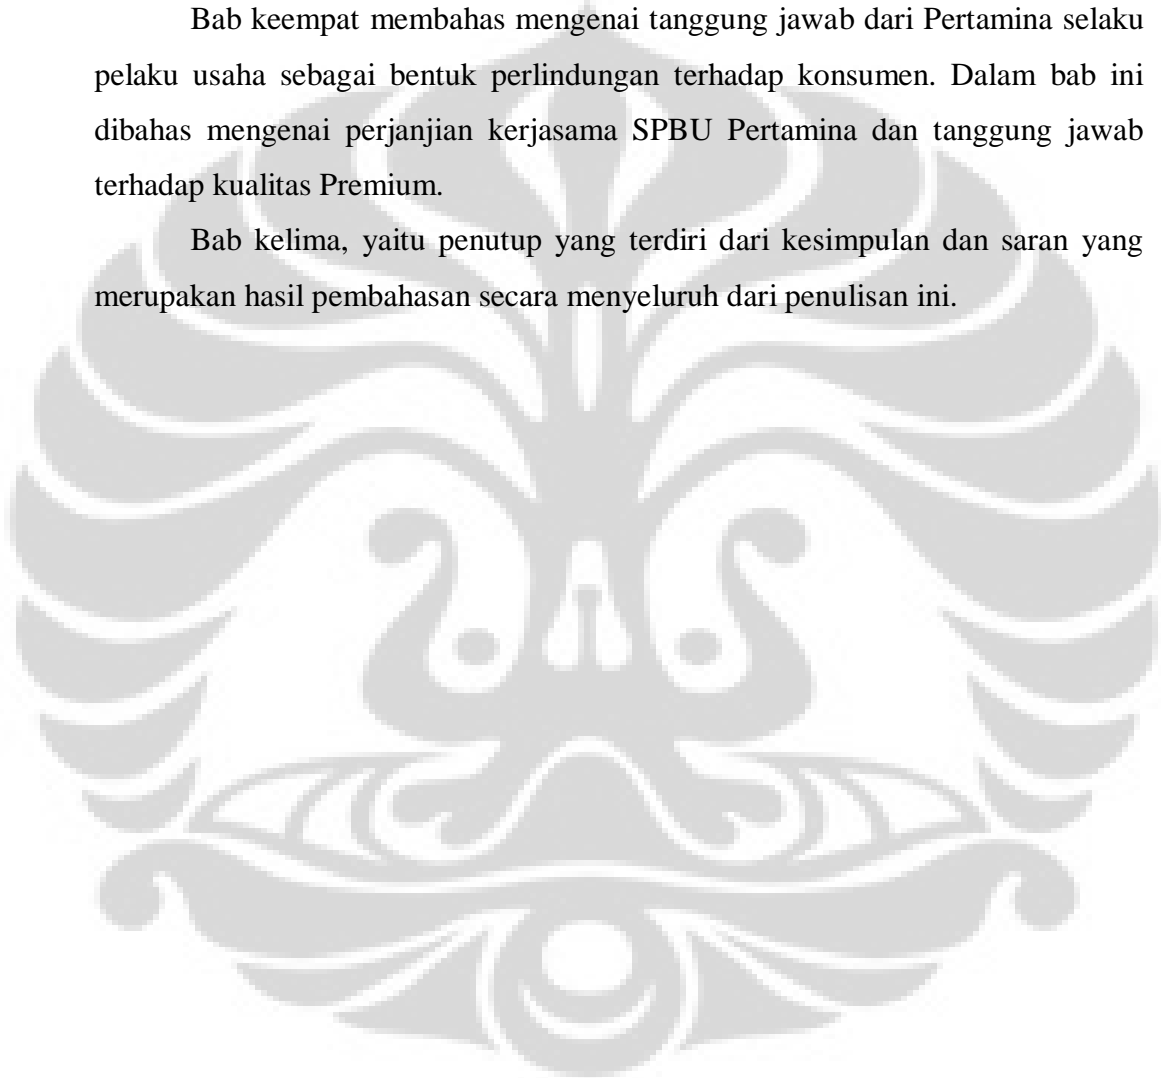 Bab keempat membahas mengenai tanggung jawab dari Pertamina selaku
pelaku usaha sebagai bentuk perlindungan terhadap konsumen. Dalam bab ini
dibahas mengenai perjanjian kerjasama SPBU Pertamina dan tanggung jawab
terhadap kualitas Premium.
Bab kelima, yaitu penutup yang terdiri dari kesimpulan dan saran yang
merupakan hasil pembahasan secara menyeluruh dari penulisan ini.